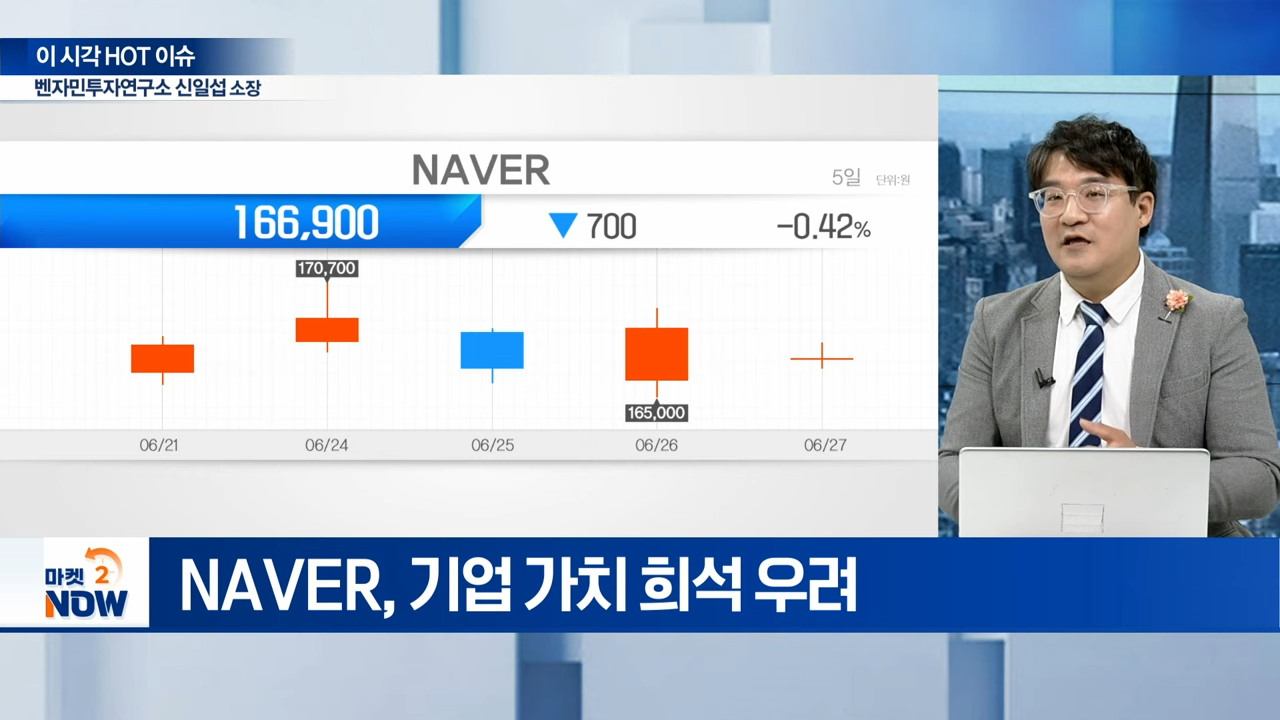 이 시각 HOT 이슈
벤자민투자연구소 신일섭 소장
NAVER
5일 단위:원
166,900 ▼ 700 -0.42%
170,700
165,000
06/21 06/24 06/25 06/26 06/27
마켓 2
NOW
NAVER, 기업 가치 희석 우려